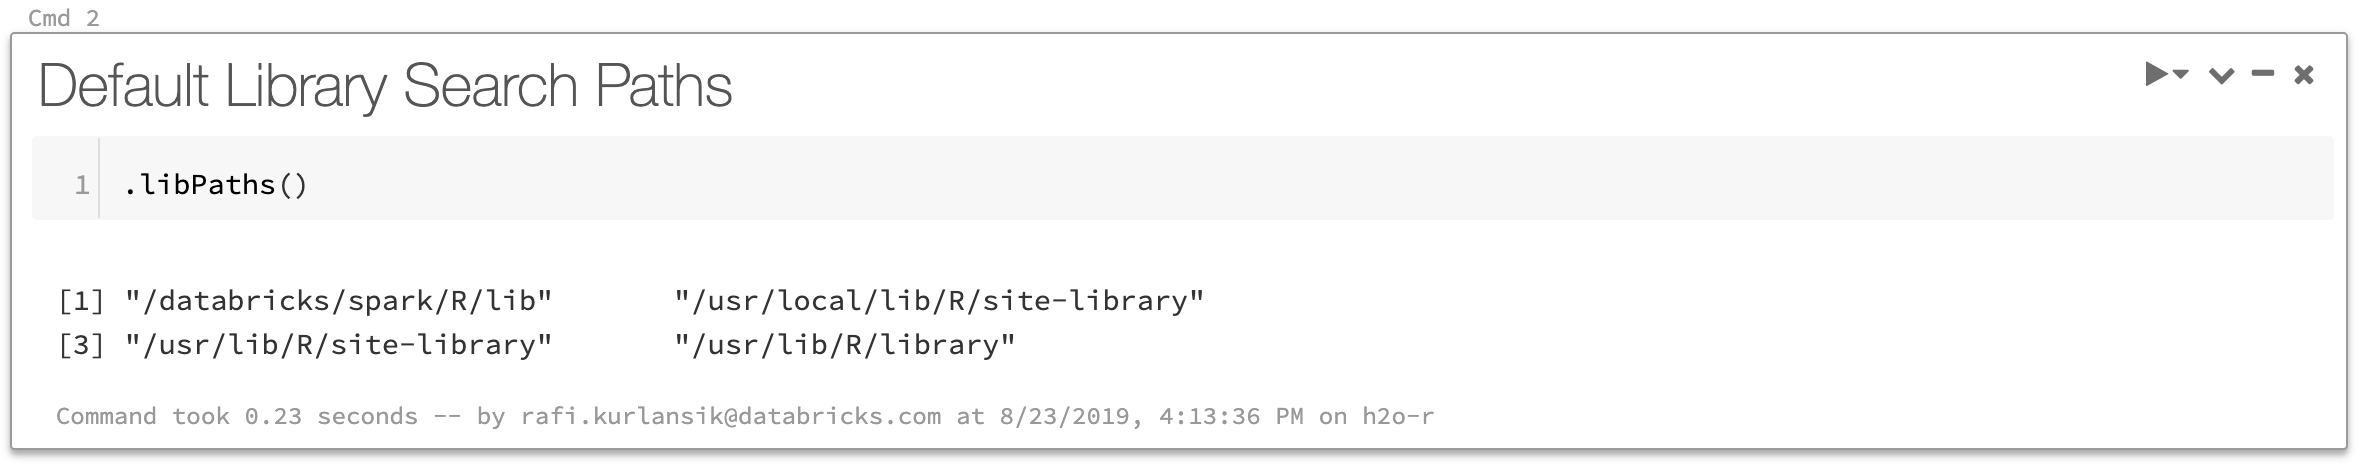 Cmd 2
Default Library Search Paths
1 .libPaths()
[1] "/databricks/spark/R/lib" "/usr/local/lib/R/site-library"
[3] "/usr/lib/R/site-library" "/usr/lib/R/library"
Command took 0.23 seconds -- by rafi.kurlansik@databricks.com at 8/23/2019, 4:13:36 PM on h2o-r